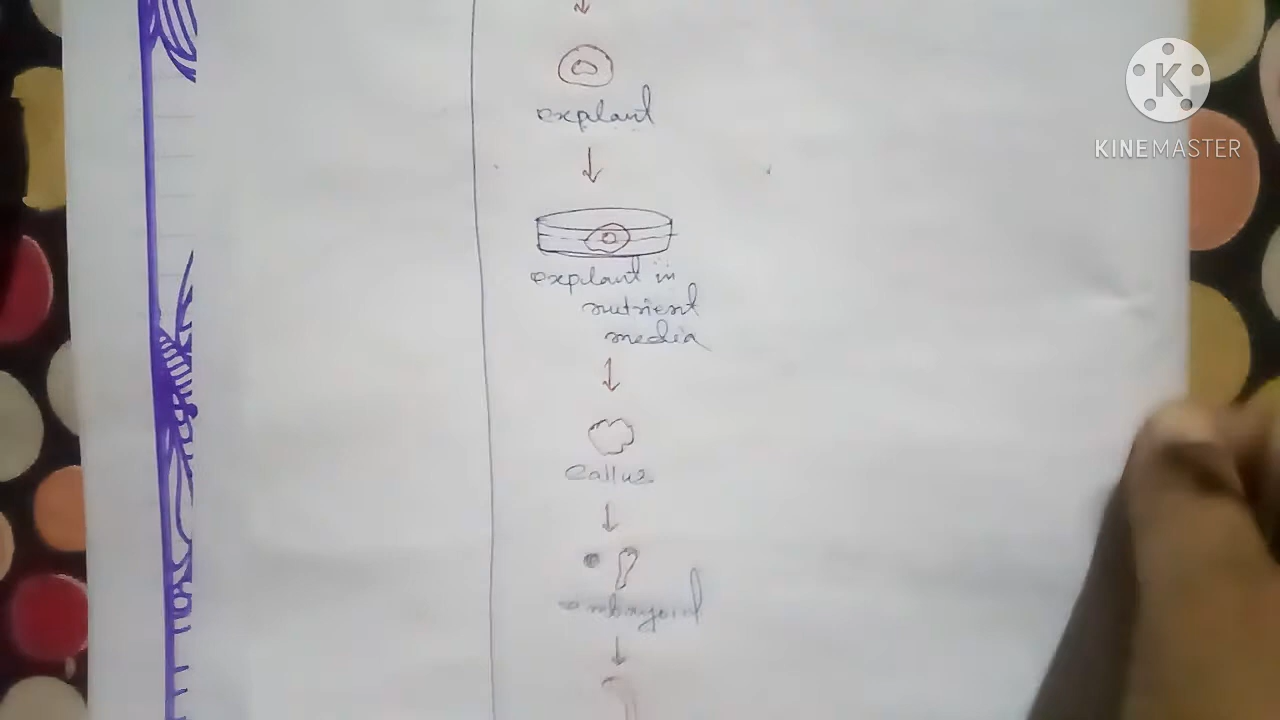 K
KINEMASTER
explant
explant in
nutrient
media
Callus
embryoid